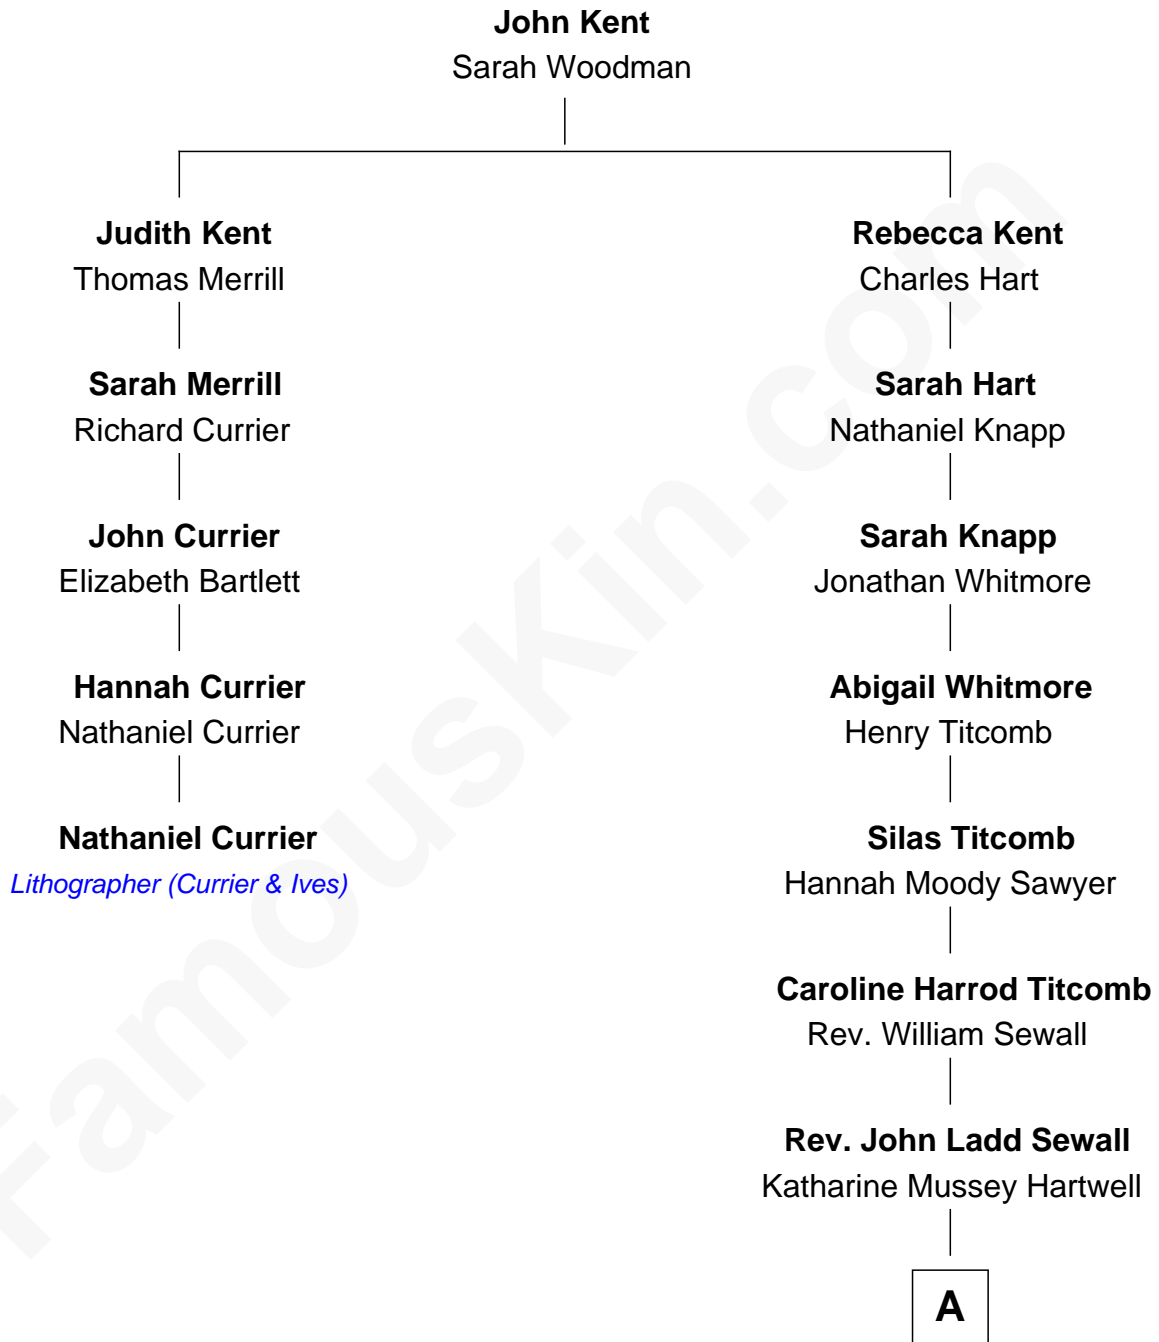 John Kent
Sarah Woodman
Judith Kent
Thomas Merrill
Sarah Merrill
Richard Currier
John Currier
Elizabeth Bartlett
Hannah Currier
Nathaniel Currier
Nathaniel Currier
Lithographer (Currier & Ives)
Rebecca Kent
Charles Hart
Sarah Hart
Nathaniel Knapp
Sarah Knapp
Jonathan Whitmore
Abigail Whitmore
Henry Titcomb
Silas Titcomb
Hannah Moody Sawyer
Caroline Harrod Titcomb
Rev. William Sewall
Rev. John Ladd Sewall
Katharine Mussey Hartwell
A
FamousKin.com